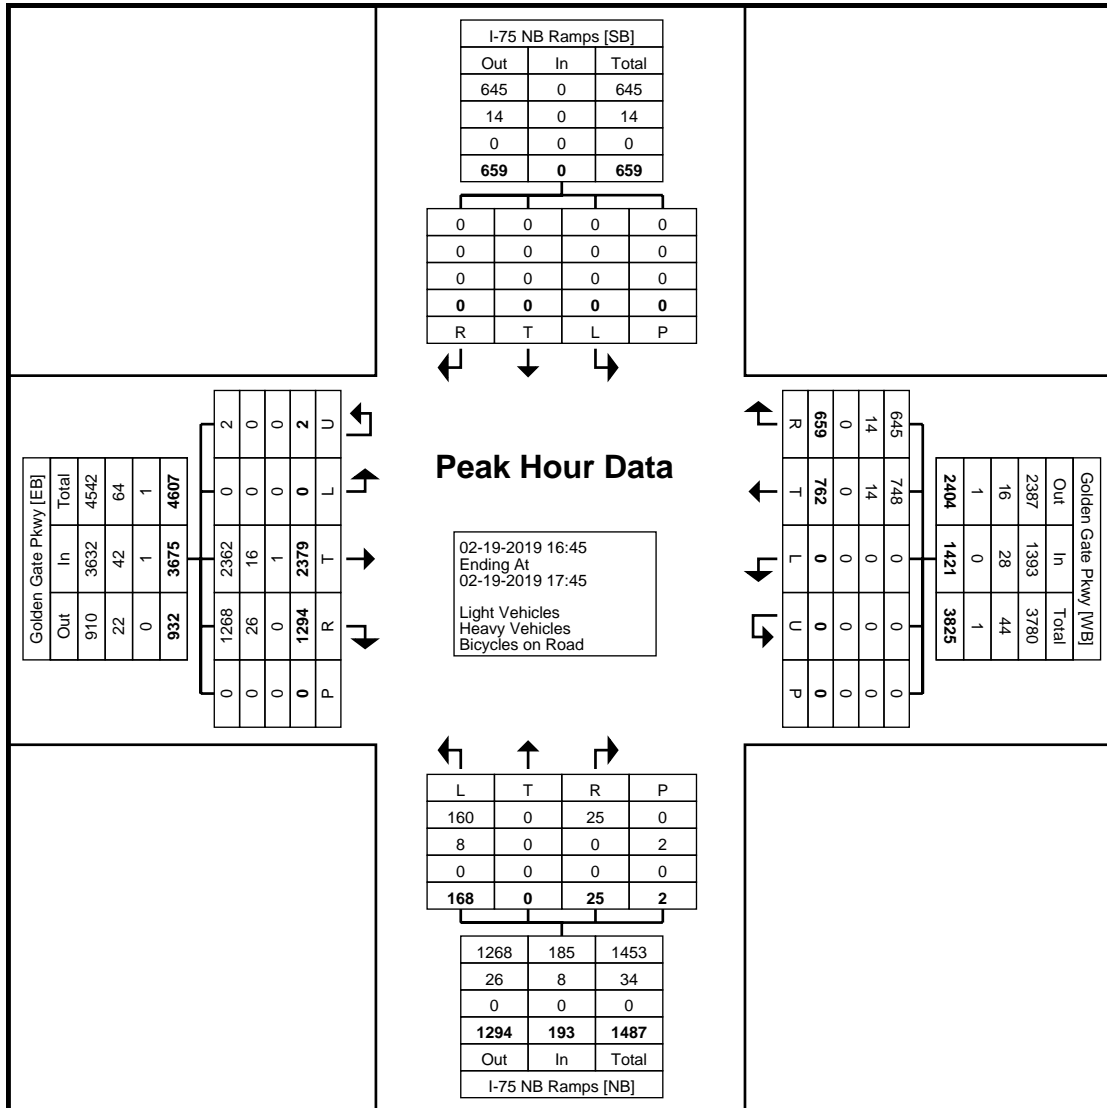 I-75 NB Ramps [SB]
Out In Total
645 0 645
14 0 14
0 0 0
659 0 659
0 0 0 0
0 0 0 0
0 0 0 0
0 0 0 0
R T L P
Peak Hour Data
02-19-2019 16:45
Ending At
02-19-2019 17:45
Light Vehicles
Heavy Vehicles
Bicycles on Road
Golden Gate Pkwy [EB]
Total In Out
4542 3632 910
64 42 22
1 1 0
4607 3675 932
2 0 2362 1268 0
0 0 16 26 0
0 0 1 0 0
2 0 2379 1294 0
U L T R P
Golden Gate Pkwy [WB]
Out In Total
2387 1393 3780
16 28 44
1 0 1
2404 1421 3825
645 748 0 0 0
14 14 0 0 0
0 0 0 0 0
659 762 0 0 0
R T L U P
L T R P
160 0 25 0
8 0 0 2
0 0 0 0
168 0 25 2
1268 185 1453
26 8 34
0 0 0
1294 193 1487
Out In Total
I-75 NB Ramps [NB]